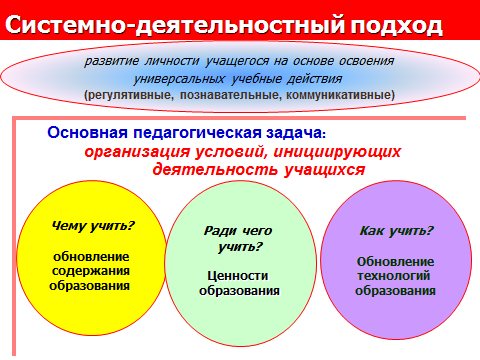 Системно-деятельностный подход
развитие личности учащегося на основе освоения
универсальных учебные действия
(регулятивные, познавательные, коммуникативные)
Основная педагогическая задача:
организация условий, инициирующих
деятельность учащихся
Чему учить?
обновление
содержания
образования
Ради чего
учить?
Ценности
образования
Как учить?
Обновление
технологий
образования